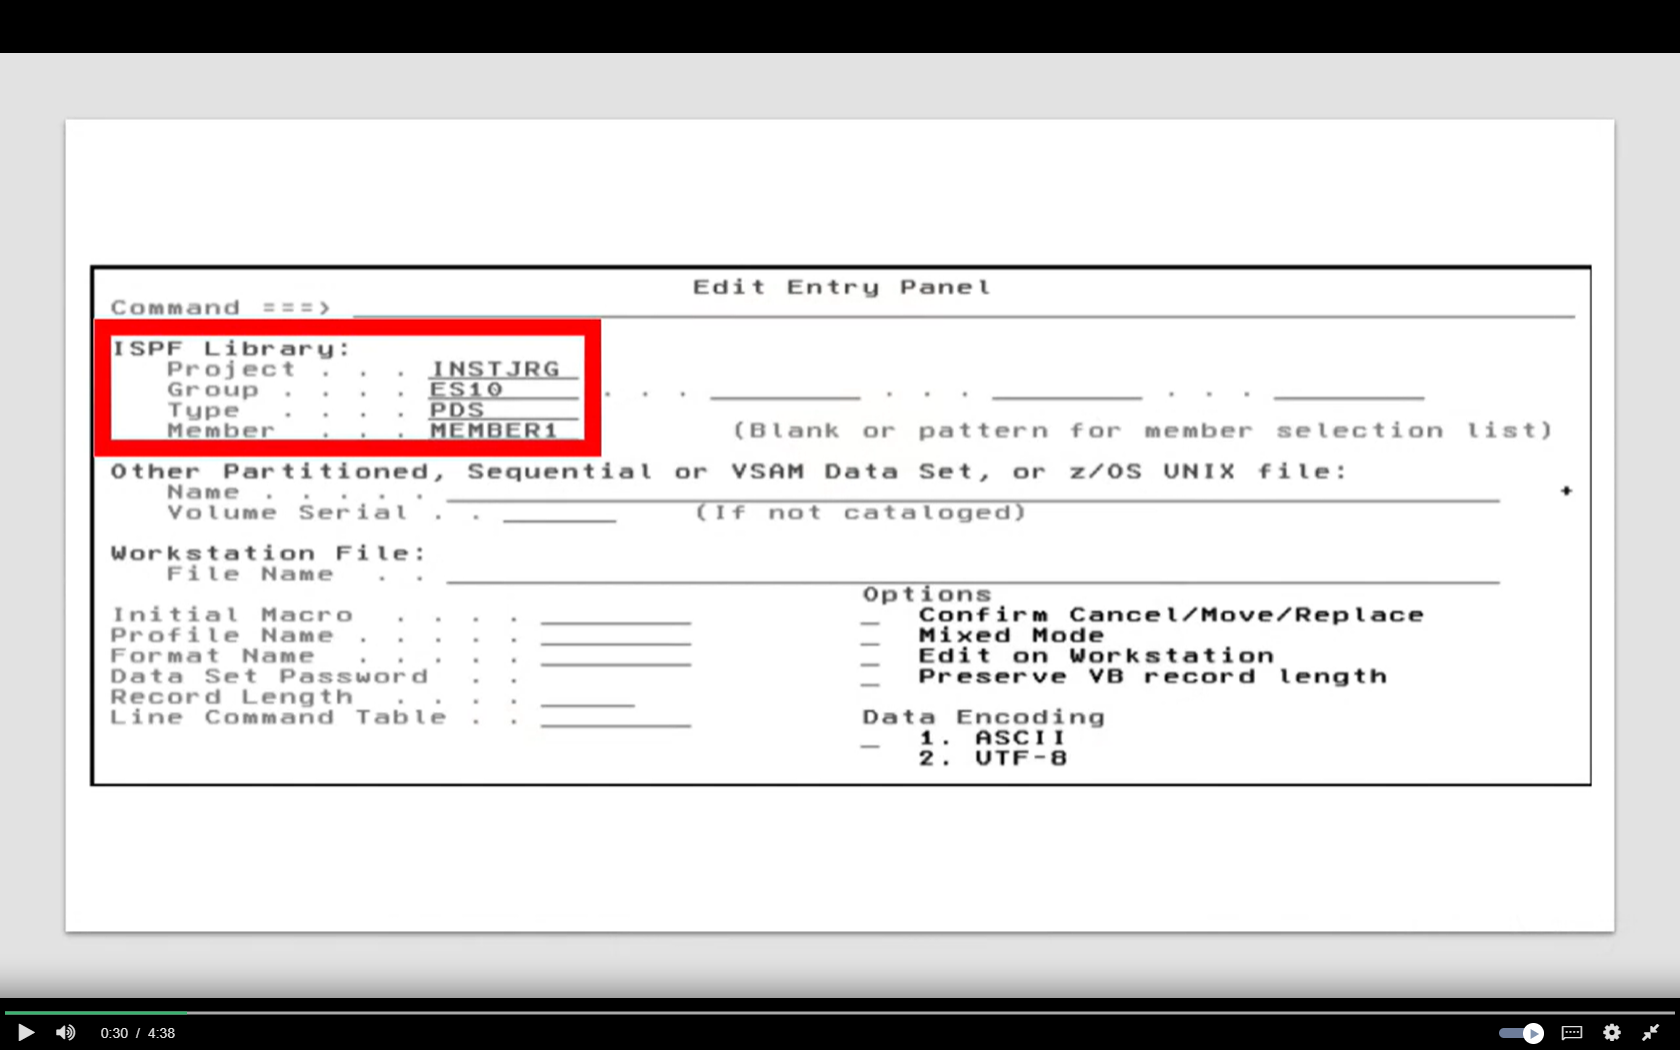 Edit Entry Panel
Command ===>
ISPF Library:
Project . . . INSTJRG
Group . . . . ES10 . . . . . . . . .
Type . . . . PDS
Member . . . MEMBER1 (Blank or pattern for member selection list)
Other Partitioned, Sequential or VSAM Data Set, or z/OS UNIX file:
Name . . . . . +
Volume Serial . . (If not cataloged)
Workstation File:
File Name . .
Options
Initial Macro . . . . Confirm Cancel/Move/Replace
Profile Name . . . . . Mixed Mode
Format Name . . . . . Edit on Workstation
Data Set Password . . Preserve VB record length
Record Length . . . .
Line Command Table . . Data Encoding
1. ASCII
2. UTF-8
0:30 / 4:38